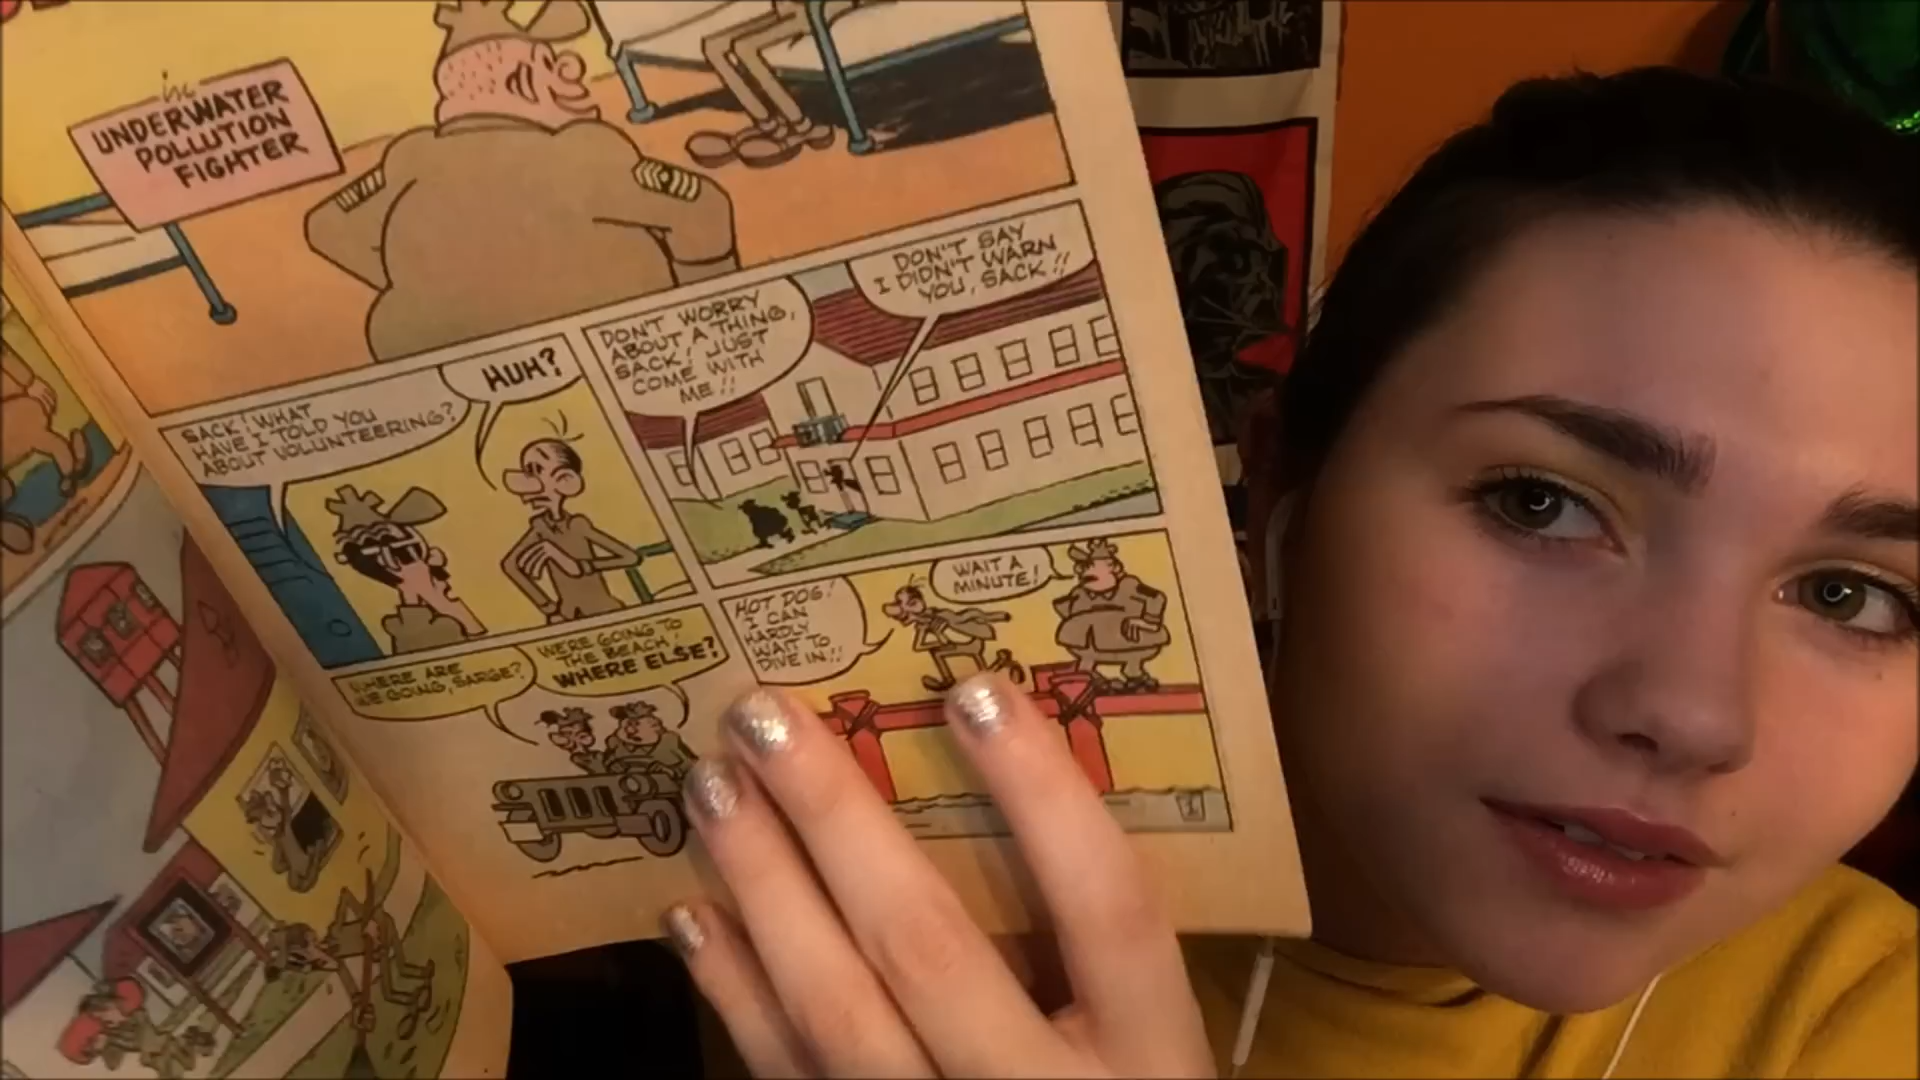 in
UNDERWATER
POLLUTION
FIGHTER
SACK! WHAT
HAVE I TOLD YOU
ABOUT VOLUNTEERING?
HUH?
DON'T WORRY
ABOUT A THING,
SACK! JUST
COME WITH
ME!!
DON'T SAY
I DIDN'T WARN
YOU, SACK!!
WHERE ARE
WE GOING, SARGE?
WE'RE GOING TO
THE BEACH!
WHERE ELSE?
HOT DOG!
I CAN
HARDLY
WAIT TO
DIVE IN!!
WAIT A
MINUTE!
1